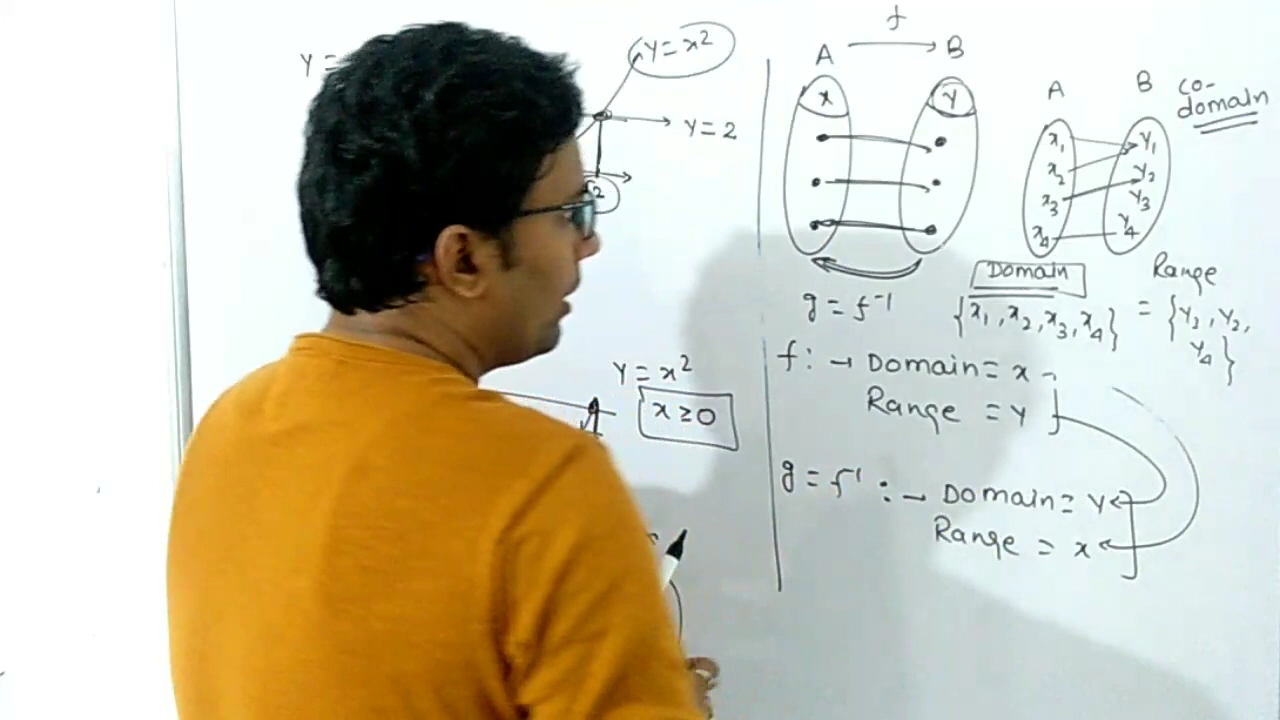 Y =
Y = x²
Y = 2
2
Y = x²
x ≥ 0
f
A B
x y
g = f⁻¹
A B co-domain
x₁ y₁
x₂ y₂
x₃ y₃
x₄ y₄
Domain
{x₁, x₂, x₃, x₄}
Range
= {y₁, y₂,
y₄}
f: → Domain = x
Range = y
g = f⁻¹ : → Domain = y
Range = x